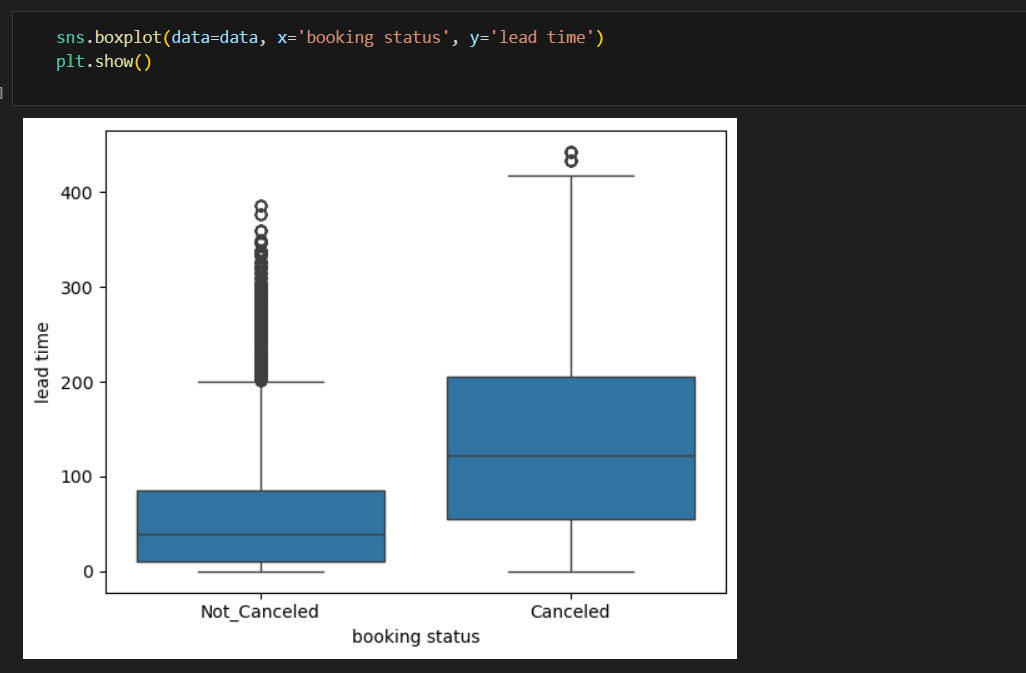 sns.boxplot(data=data, x='booking status', y='lead time')
plt.show()
]
400
300
200
100
0
lead time
Not_Canceled Canceled
booking status